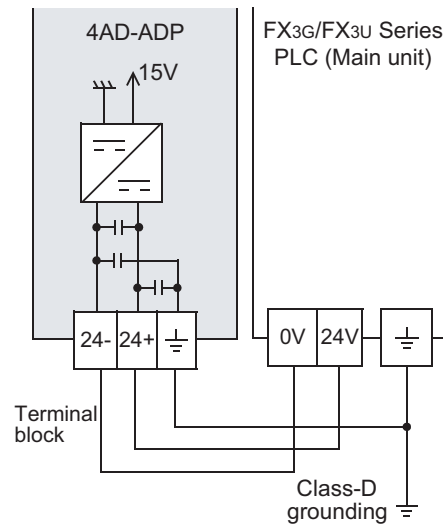 4AD-ADP
FX3G/FX3U Series
PLC (Main unit)
15V
24-
24+
0V
24V
Terminal
block
Class-D
grounding